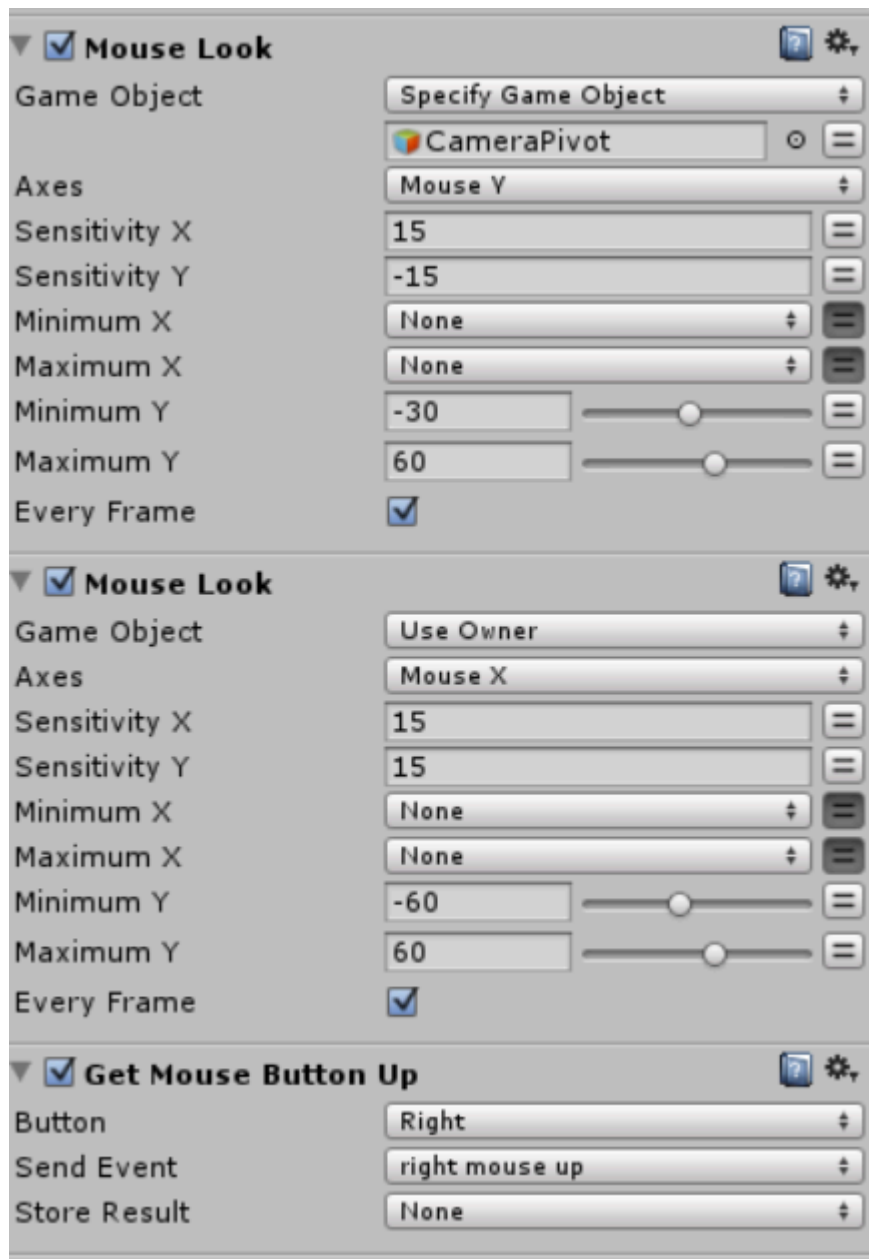 Mouse Look
Game Object Specify Game Object
CameraPivot
Axes Mouse Y
Sensitivity X 15
Sensitivity Y -15
Minimum X None
Maximum X None
Minimum Y -30
Maximum Y 60
Every Frame
Mouse Look
Game Object Use Owner
Axes Mouse X
Sensitivity X 15
Sensitivity Y 15
Minimum X None
Maximum X None
Minimum Y -60
Maximum Y 60
Every Frame
Get Mouse Button Up
Button Right
Send Event right mouse up
Store Result None